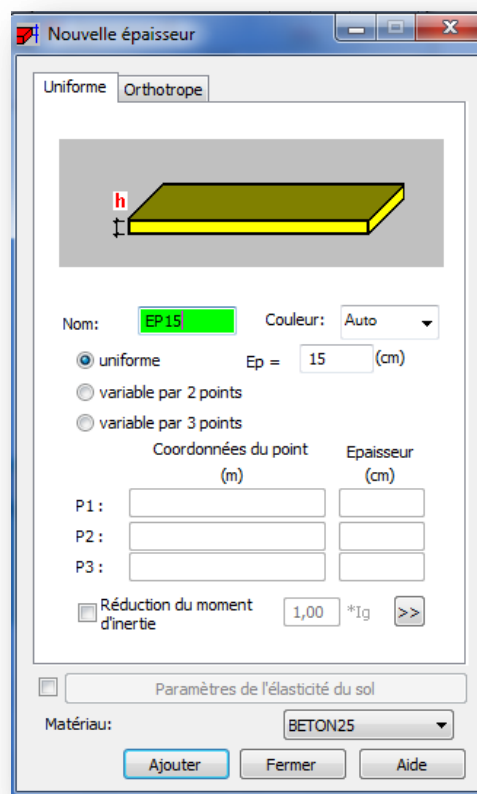 Nouvelle épaisseur
Uniforme Orthotrope
h
Nom: EP15 Couleur: Auto
uniforme Ep = 15 (cm)
variable par 2 points
variable par 3 points
Coordonnées du point Epaisseur
(m) (cm)
P1 :
P2 :
P3 :
Réduction du moment
d'inertie 1,00 *Ig >>
Paramètres de l'élasticité du sol
Matériau: BETON25
Ajouter Fermer Aide